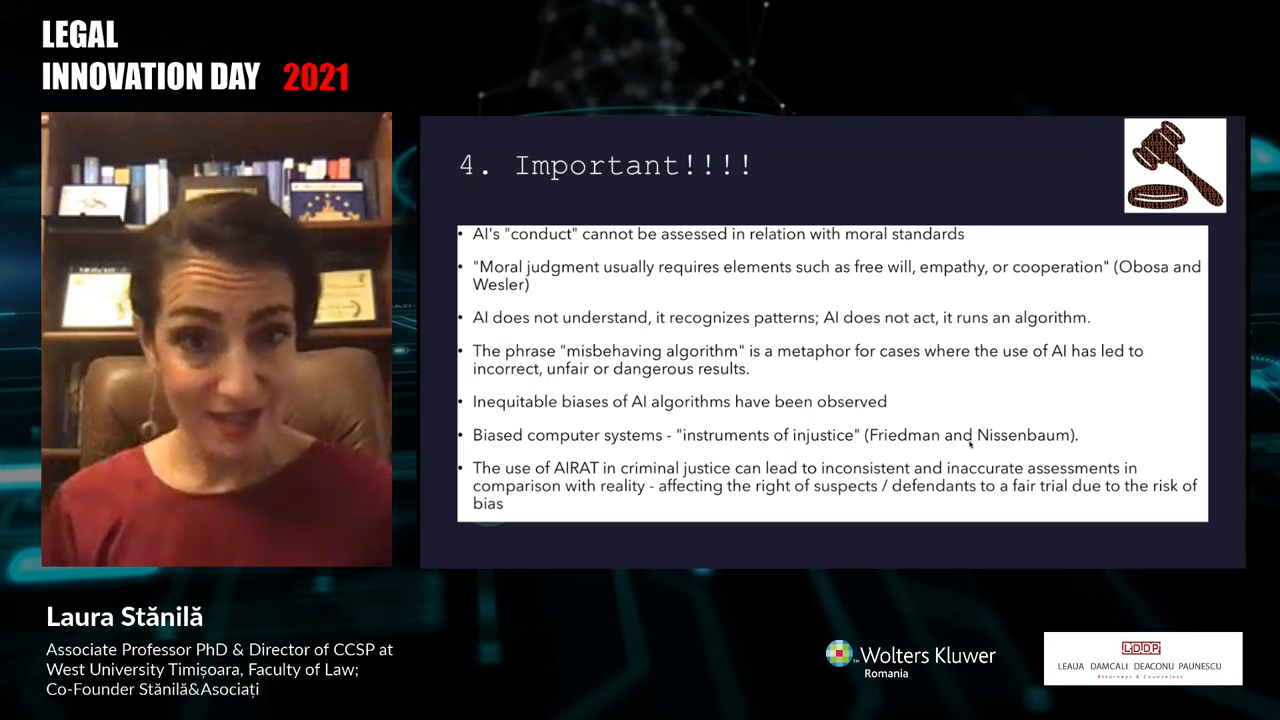 LEGAL
INNOVATION DAY 2021
4. Important!!!!
• AI's "conduct" cannot be assessed in relation with moral standards
• "Moral judgment usually requires elements such as free will, empathy, or cooperation" (Obosa and
Wesler)
• AI does not understand, it recognizes patterns; AI does not act, it runs an algorithm.
• The phrase "misbehaving algorithm" is a metaphor for cases where the use of AI has led to
incorrect, unfair or dangerous results.
• Inequitable biases of AI algorithms have been observed
• Biased computer systems - "instruments of injustice" (Friedman and Nissenbaum).
• The use of AIRAT in criminal justice can lead to inconsistent and inaccurate assessments in
comparison with reality - affecting the right of suspects / defendants to a fair trial due to the risk of
bias
Laura Stănilă
Associate Professor PhD & Director of CCSP at
West University Timișoara, Faculty of Law;
Co-Founder Stănilă&Asociați
Wolters Kluwer
Romania
LDDP
LEAUA DAMCALI DEACONU PAUNESCU
Attorneys & Counselors